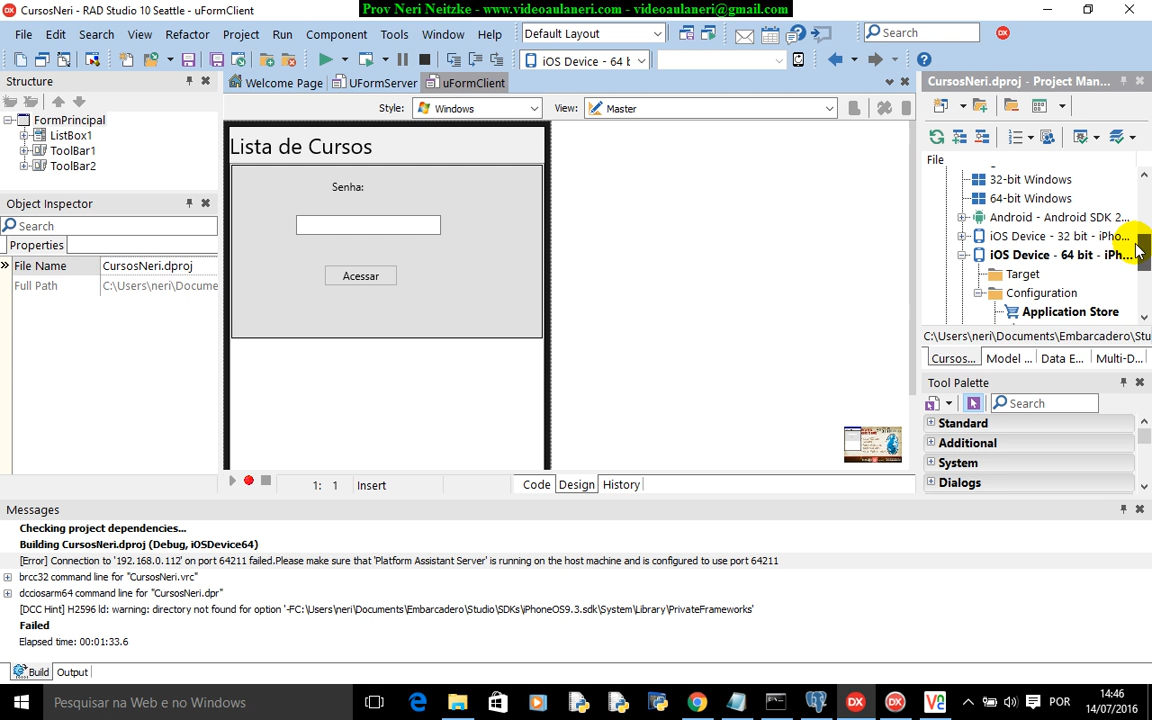 CursosNeri - RAD Studio 10 Seattle - uFormClient
Prov Neri Neitzke - www.videoaulaneri.com - videoaulaneri@gmail.com
File Edit Search View Refactor Project Run Component Tools Window Help
Default Layout
Search
iOS Device - 64 b
Structure
Welcome Page UFormServer uFormClient
CursosNeri.dproj - Project Man...
Style: Windows View: Master
FormPrincipal
ListBox1
ToolBar1
ToolBar2
Lista de Cursos
Senha:
Acessar
File
32-bit Windows
64-bit Windows
Android - Android SDK 2...
iOS Device - 32 bit - iPho...
iOS Device - 64 bit - iPh...
Target
Configuration
Application Store
Object Inspector
Search
Properties
File Name CursosNeri.dproj
Full Path C:\Users\neri\Docume
C:\Users\neri\Documents\Embarcadero\Stu
Cursos... Model ... Data E... Multi-D...
Tool Palette
Search
Standard
Additional
System
Dialogs
1: 1 Insert
Code Design History
Messages
Checking project dependencies...
Building CursosNeri.dproj (Debug, iOSDevice64)
[Error] Connection to '192.168.0.112' on port 64211 failed.Please make sure that 'Platform Assistant Server' is running on the host machine and is configured to use port 64211
brcc32 command line for "CursosNeri.vrc"
dcciosarm64 command line for "CursosNeri.dpr"
[DCC Hint] H2596 ld: warning: directory not found for option '-FC:\Users\neri\Documents\Embarcadero\Studio\SDKs\iPhoneOS9.3.sdk\System\Library\PrivateFrameworks'
Failed
Elapsed time: 00:01:33.6
Build Output
Pesquisar na Web e no Windows
POR
14:46
14/07/2016